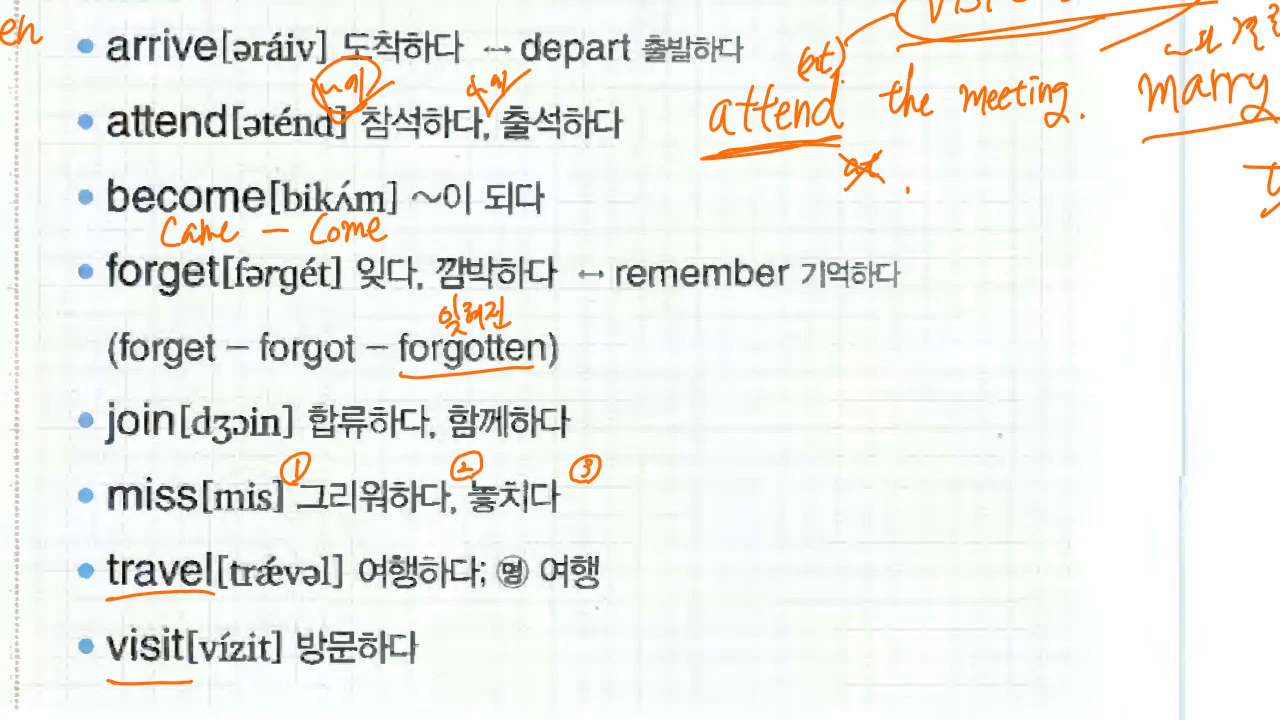 arrive[əráiv] 도착하다 ↔ depart 출발하다
~에 ~에
attend[əténd] 참석하다, 출석하다
(at)
attend the meeting. marry
at
become[bikʌ́m] ~이 되다
came - come
forget[fərgét] 잊다, 깜박하다 ↔ remember 기억하다
잊혀진
(forget – forgot – forgotten)
join[dʒɔin] 합류하다, 함께하다
① ② ③
miss[mis] 그리워하다, 놓치다
travel[trǽvəl] 여행하다; 명 여행
visit[vízit] 방문하다